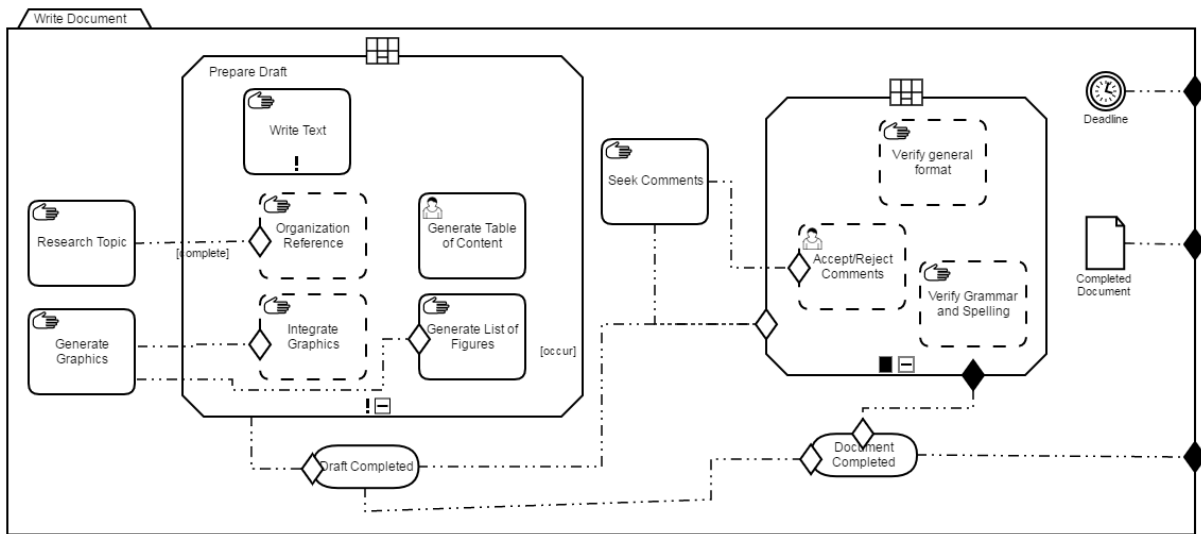 Write Document
Prepare Draft
Write Text
!
Research Topic
[complete]
Organization
Reference
Generate Table
of Content
Generate
Graphics
Integrate
Graphics
Generate List of
Figures
[occur]
!
Draft Completed
Seek Comments
Verify general
format
Accept/Reject
Comments
Verify Grammar
and Spelling
Document
Completed
Deadline
Completed
Document